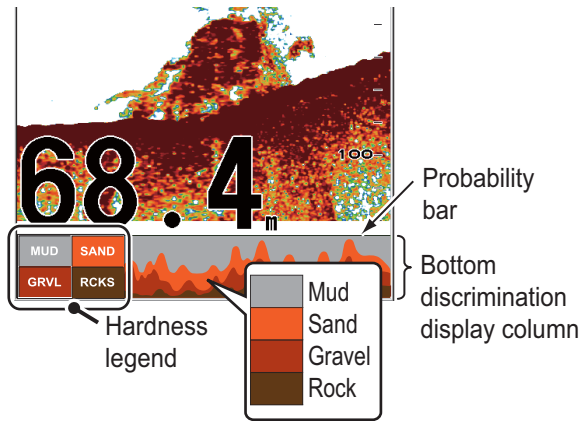 100
68.4m
Probability
bar
MUD SAND
GRVL RCKS
Bottom
discrimination
display column
Mud
Sand
Gravel
Rock
Hardness
legend